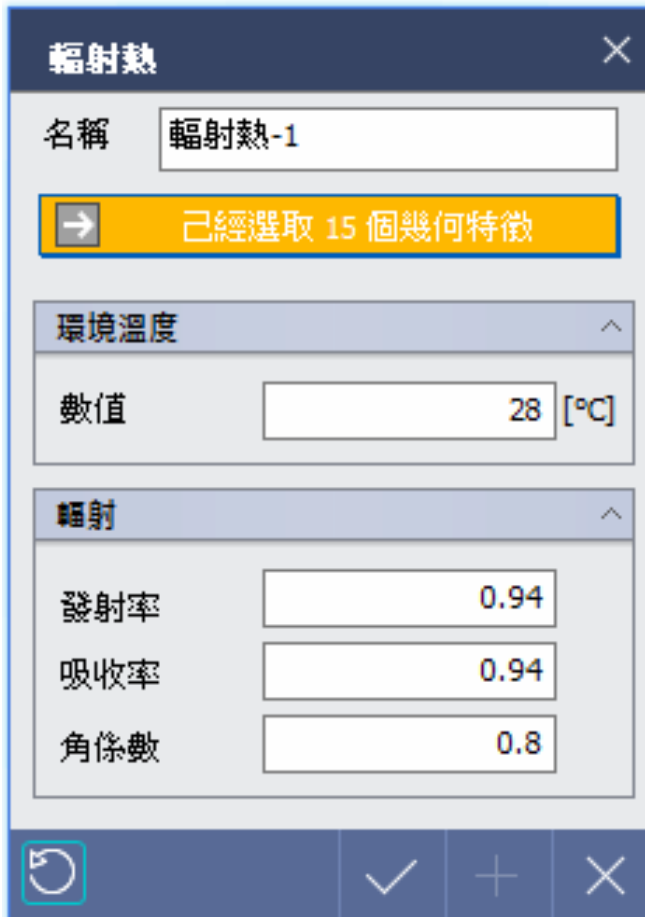 輻射熱
名稱 輻射熱-1
己經選取 15 個幾何特徵
環境溫度
數值 28 [°C]
輻射
發射率 0.94
吸收率 0.94
角係數 0.8